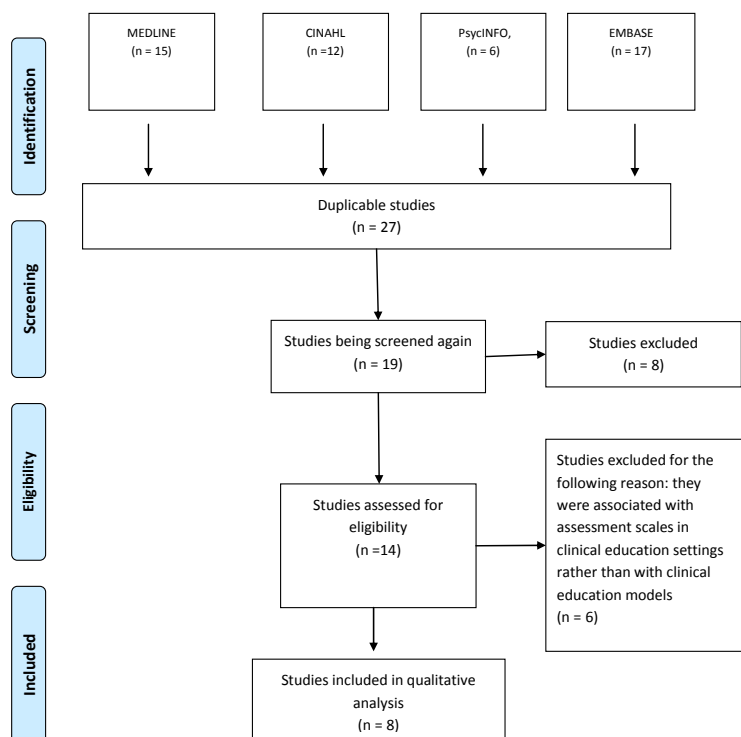 MEDLINE
(n = 15)
CINAHL
(n =12)
PsycINFO,
(n = 6)
EMBASE
(n = 17)
Identification
Duplicable studies
(n = 27)
Screening
Studies being screened again
(n = 19)
Studies excluded
(n = 8)
Eligibility
Studies assessed for
eligibility
(n =14)
Studies excluded for the
following reason: they
were associated with
assessment scales in
clinical education settings
rather than with clinical
education models
(n = 6)
Included
Studies included in qualitative
analysis
(n = 8)